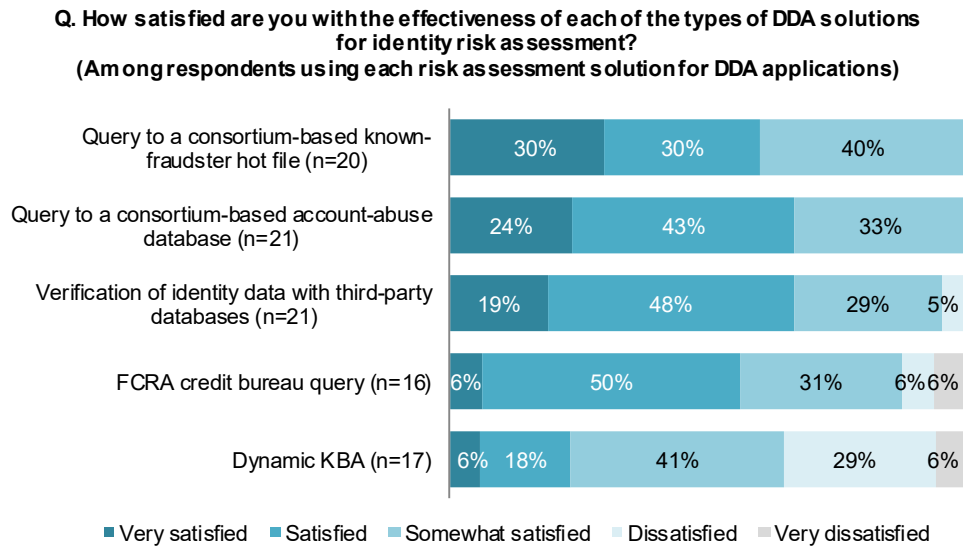 Q. How satisfied are you with the effectiveness of each of the types of DDA solutions
for identity risk assessment?
(Among respondents using each risk assessment solution for DDA applications)
Query to a consortium-based known-
fraudster hot file (n=20)
30% 30% 40%
Query to a consortium-based account-abuse
database (n=21)
24% 43% 33%
Verification of identity data with third-party
databases (n=21)
19% 48% 29% 5%
FCRA credit bureau query (n=16)
6% 50% 31% 6% 6%
Dynamic KBA (n=17)
6% 18% 41% 29% 6%
Very satisfied Satisfied Somewhat satisfied Dissatisfied Very dissatisfied